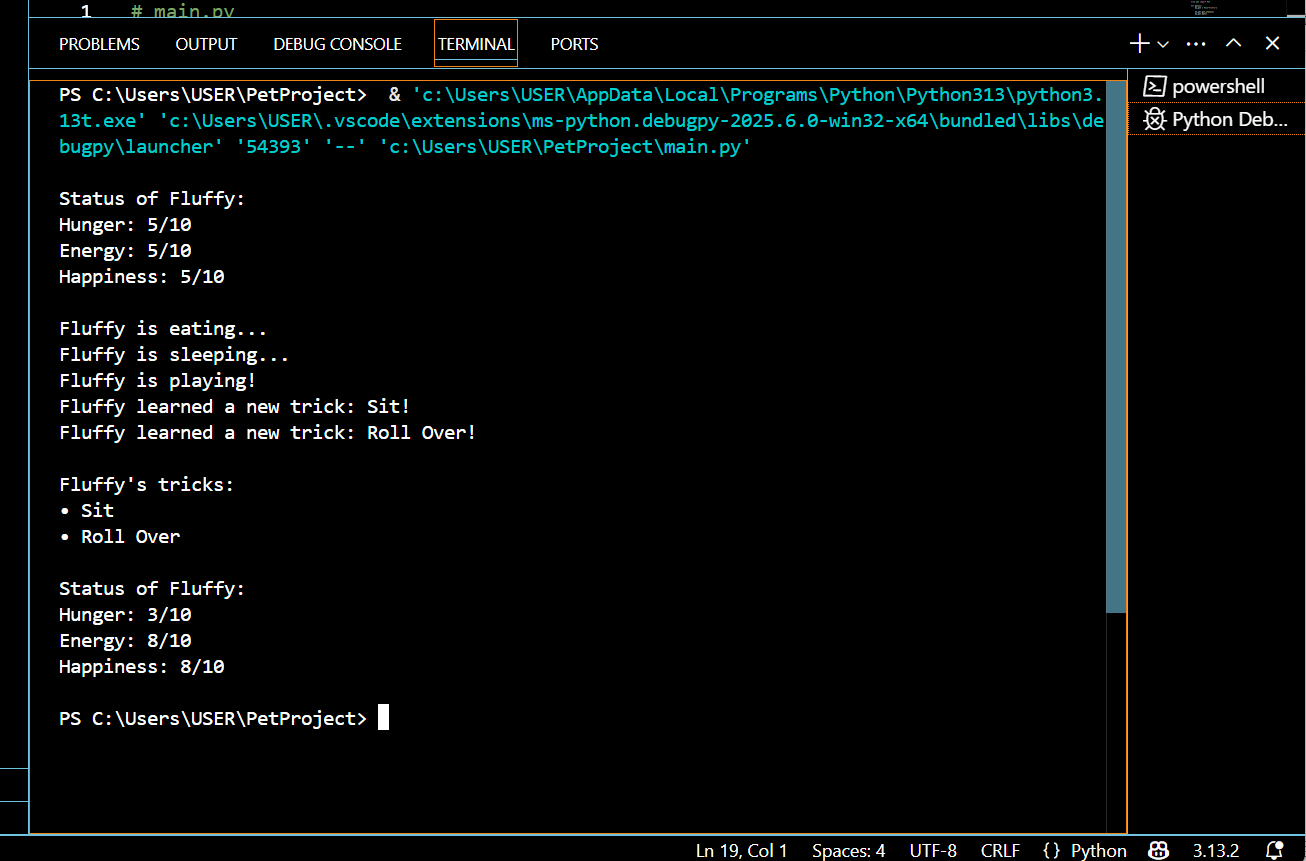 1 # main.py
PROBLEMS OUTPUT DEBUG CONSOLE TERMINAL PORTS
PS C:\Users\USER\PetProject>  & 'c:\Users\USER\AppData\Local\Programs\Python\Python313\python3.
13t.exe' 'c:\Users\USER\.vscode\extensions\ms-python.debugpy-2025.6.0-win32-x64\bundled\libs\de
bugpy\launcher' '54393' '--' 'c:\Users\USER\PetProject\main.py'
powershell
Python Deb...
Status of Fluffy:
Hunger: 5/10
Energy: 5/10
Happiness: 5/10
Fluffy is eating...
Fluffy is sleeping...
Fluffy is playing!
Fluffy learned a new trick: Sit!
Fluffy learned a new trick: Roll Over!
Fluffy's tricks:
• Sit
• Roll Over
Status of Fluffy:
Hunger: 3/10
Energy: 8/10
Happiness: 8/10
PS C:\Users\USER\PetProject>
Ln 19, Col 1 Spaces: 4 UTF-8 CRLF {} Python 3.13.2